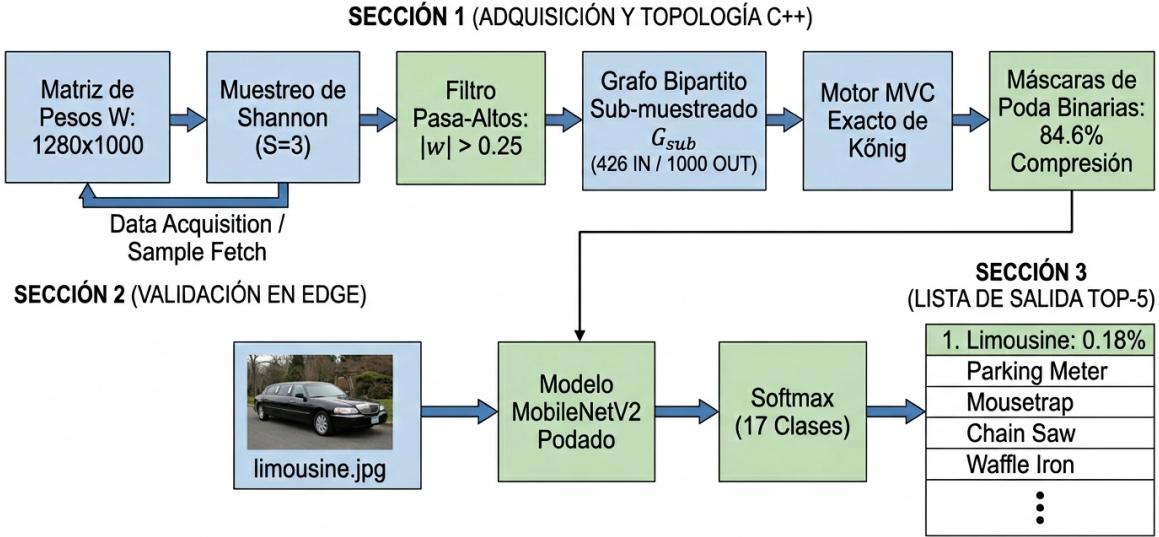 SECCIÓN 1 (ADQUISICIÓN Y TOPOLOGÍA C++)
Matriz de
Pesos W:
1280x1000
Muestreo de
Shannon
(S=3)
Filtro
Pasa-Altos:
|w| > 0.25
Grafo Bipartito
Sub-muestreado
G_sub
(426 IN / 1000 OUT)
Motor MVC
Exacto de
Kőnig
Máscaras de
Poda Binarias:
84.6%
Compresión
Data Acquisition /
Sample Fetch
SECCIÓN 2 (VALIDACIÓN EN EDGE)
limousine.jpg
Modelo
MobileNetV2
Podado
Softmax
(17 Clases)
SECCIÓN 3
(LISTA DE SALIDA TOP-5)
1. Limousine: 0.18%
Parking Meter
Mousetrap
Chain Saw
Waffle Iron